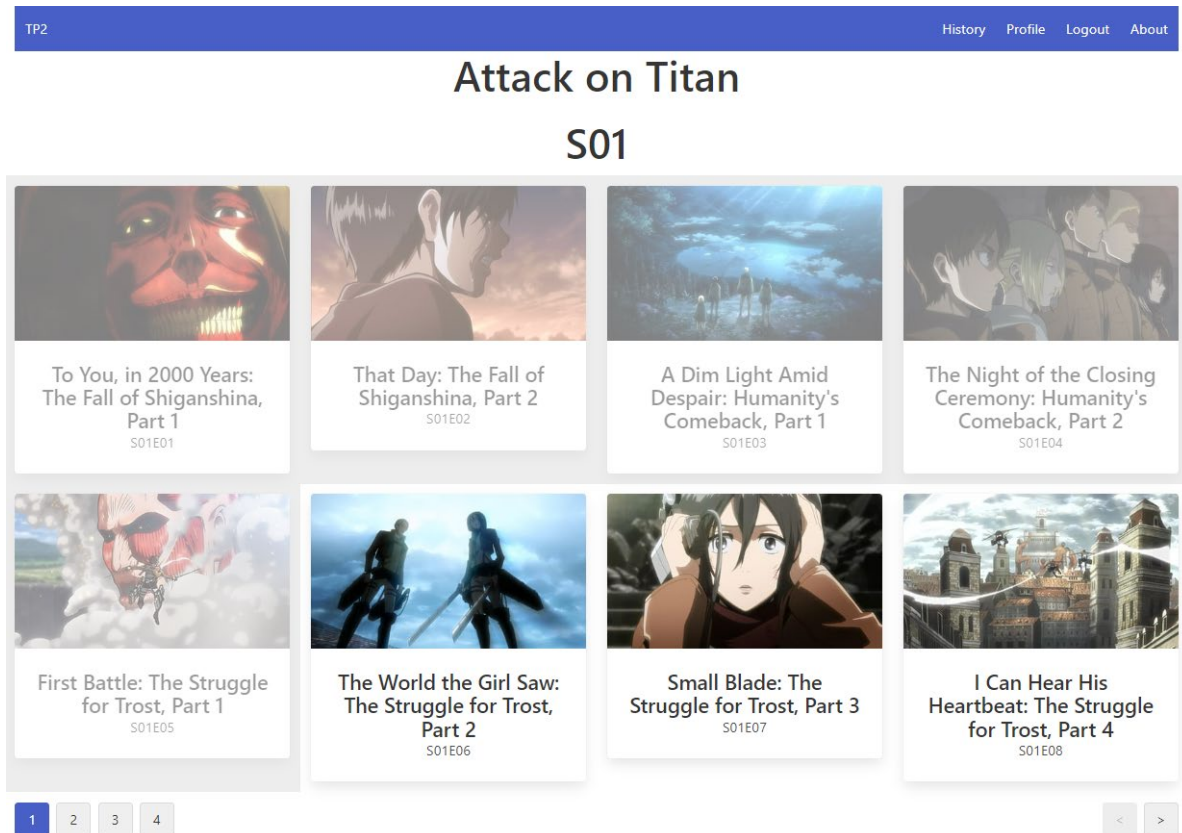 TP2
History Profile Logout About
Attack on Titan
S01
To You, in 2000 Years:
The Fall of Shiganshina,
Part 1
S01E01
That Day: The Fall of
Shiganshina, Part 2
S01E02
A Dim Light Amid
Despair: Humanity's
Comeback, Part 1
S01E03
The Night of the Closing
Ceremony: Humanity's
Comeback, Part 2
S01E04
First Battle: The Struggle
for Trost, Part 1
S01E05
The World the Girl Saw:
The Struggle for Trost,
Part 2
S01E06
Small Blade: The
Struggle for Trost, Part 3
S01E07
I Can Hear His
Heartbeat: The Struggle
for Trost, Part 4
S01E08
1 2 3 4
< >